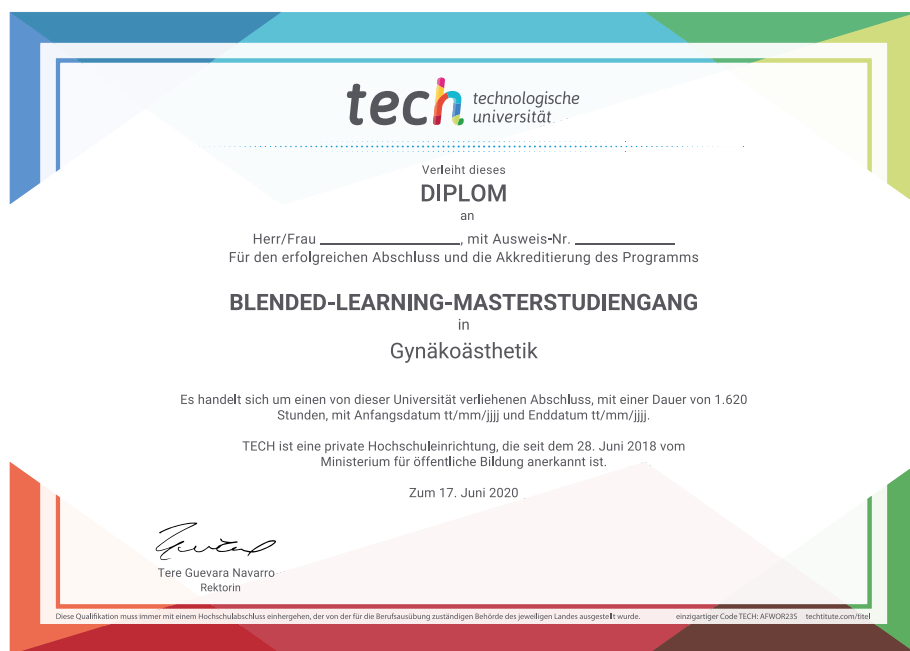 tech technologische
universität
Verleiht dieses
DIPLOM
an
Herr/Frau ____________________, mit Ausweis-Nr. __________________
Für den erfolgreichen Abschluss und die Akkreditierung des Programms
BLENDED-LEARNING-MASTERSTUDIENGANG
in
Gynäkoästhetik
Es handelt sich um einen von dieser Universität verliehenen Abschluss, mit einer Dauer von 1.620
Stunden, mit Anfangsdatum tt/mm/jjjj und Enddatum tt/mm/jjjj.
TECH ist eine private Hochschuleinrichtung, die seit dem 28. Juni 2018 vom
Ministerium für öffentliche Bildung anerkannt ist.
Zum 17. Juni 2020
Tere Guevara Navarro
Rektorin
Diese Qualifikation muss immer mit einem Hochschulabschluss einhergehen, der von der für die Berufsausübung zuständigen Behörde des jeweiligen Landes ausgestellt wurde. einzigartiger Code TECH: AFWOR23S techtitute.com/titel